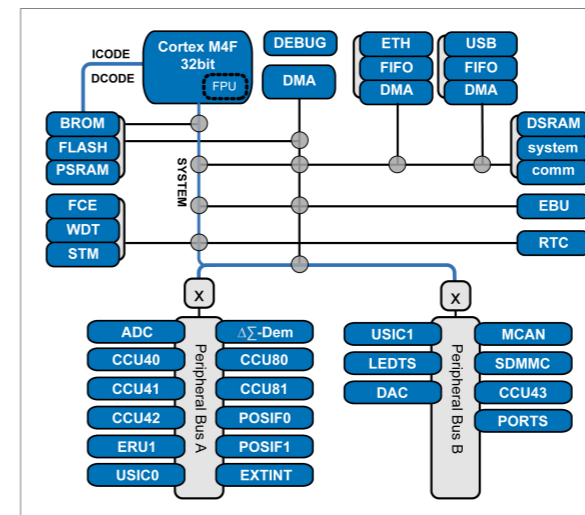 ICODE
DCODE
Cortex M4F
32bit
FPU
DEBUG
DMA
ETH
FIFO
DMA
USB
FIFO
DMA
BROM
FLASH
PSRAM
SYSTEM
DSRAM
system
comm
FCE
WDT
STM
EBU
RTC
X
X
ADC
CCU40
CCU41
CCU42
ERU1
USIC0
Peripheral Bus A
∆∑-Dem
CCU80
CCU81
POSIF0
POSIF1
EXTINT
USIC1
LEDTS
DAC
Peripheral Bus B
MCAN
SDMMC
CCU43
PORTS